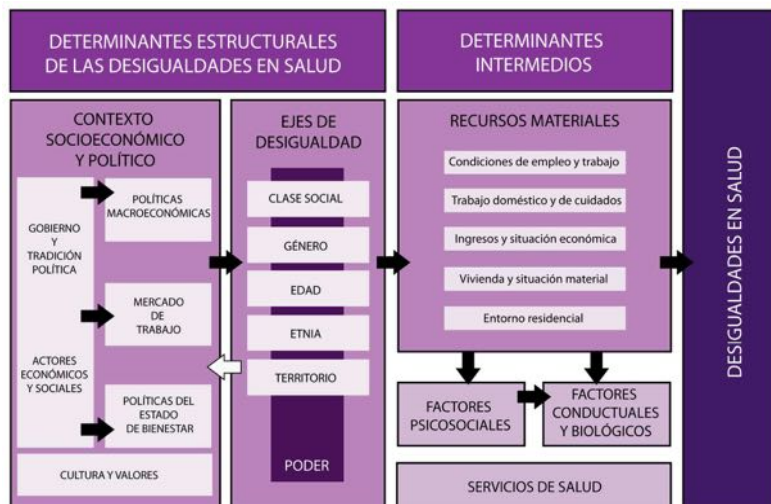 DETERMINANTES ESTRUCTURALES
DE LAS DESIGUALDADES EN SALUD
CONTEXTO
SOCIOECONÓMICO
Y POLÍTICO
GOBIERNO
Y
TRADICIÓN
POLÍTICA
ACTORES
ECONÓMICOS
Y SOCIALES
POLÍTICAS
MACROECONÓMICAS
MERCADO
DE
TRABAJO
POLÍTICAS DEL
ESTADO
DE BIENESTAR
CULTURA Y VALORES
EJES DE
DESIGUALDAD
CLASE SOCIAL
GÉNERO
EDAD
ETNIA
TERRITORIO
PODER
DETERMINANTES
INTERMEDIOS
RECURSOS MATERIALES
Condiciones de empleo y trabajo
Trabajo doméstico y de cuidados
Ingresos y situación económica
Vivienda y situación material
Entorno residencial
FACTORES
PSICOSOCIALES
FACTORES
CONDUCTUALES
Y BIOLÓGICOS
SERVICIOS DE SALUD
DESIGUALDADES EN SALUD